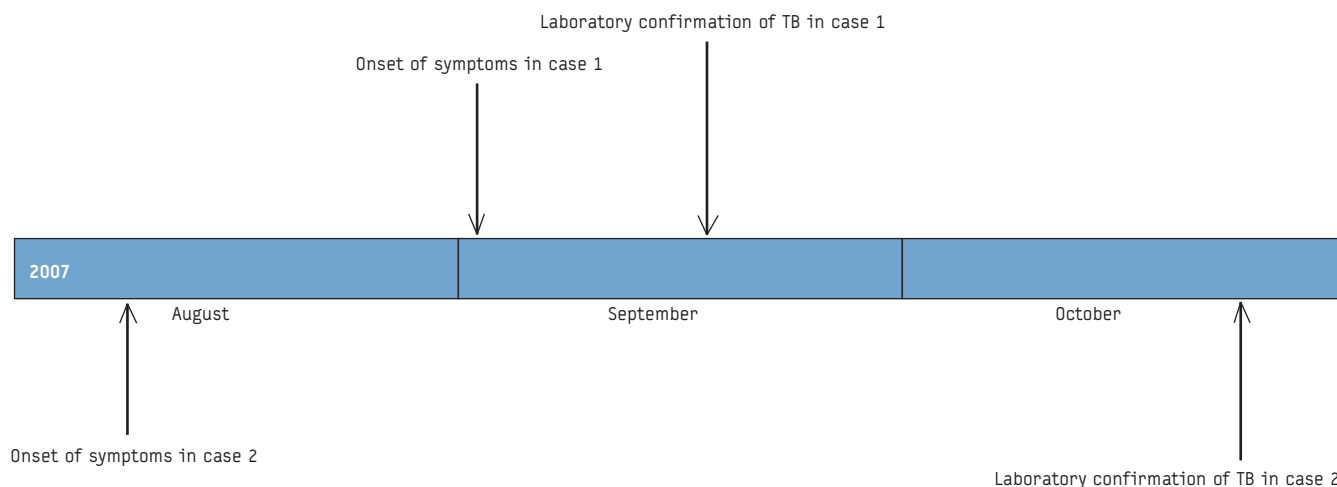 Laboratory confirmation of TB in case 1
Onset of symptoms in case 1
2007
August
September
October
Onset of symptoms in case 2
Laboratory confirmation of TB in case 2